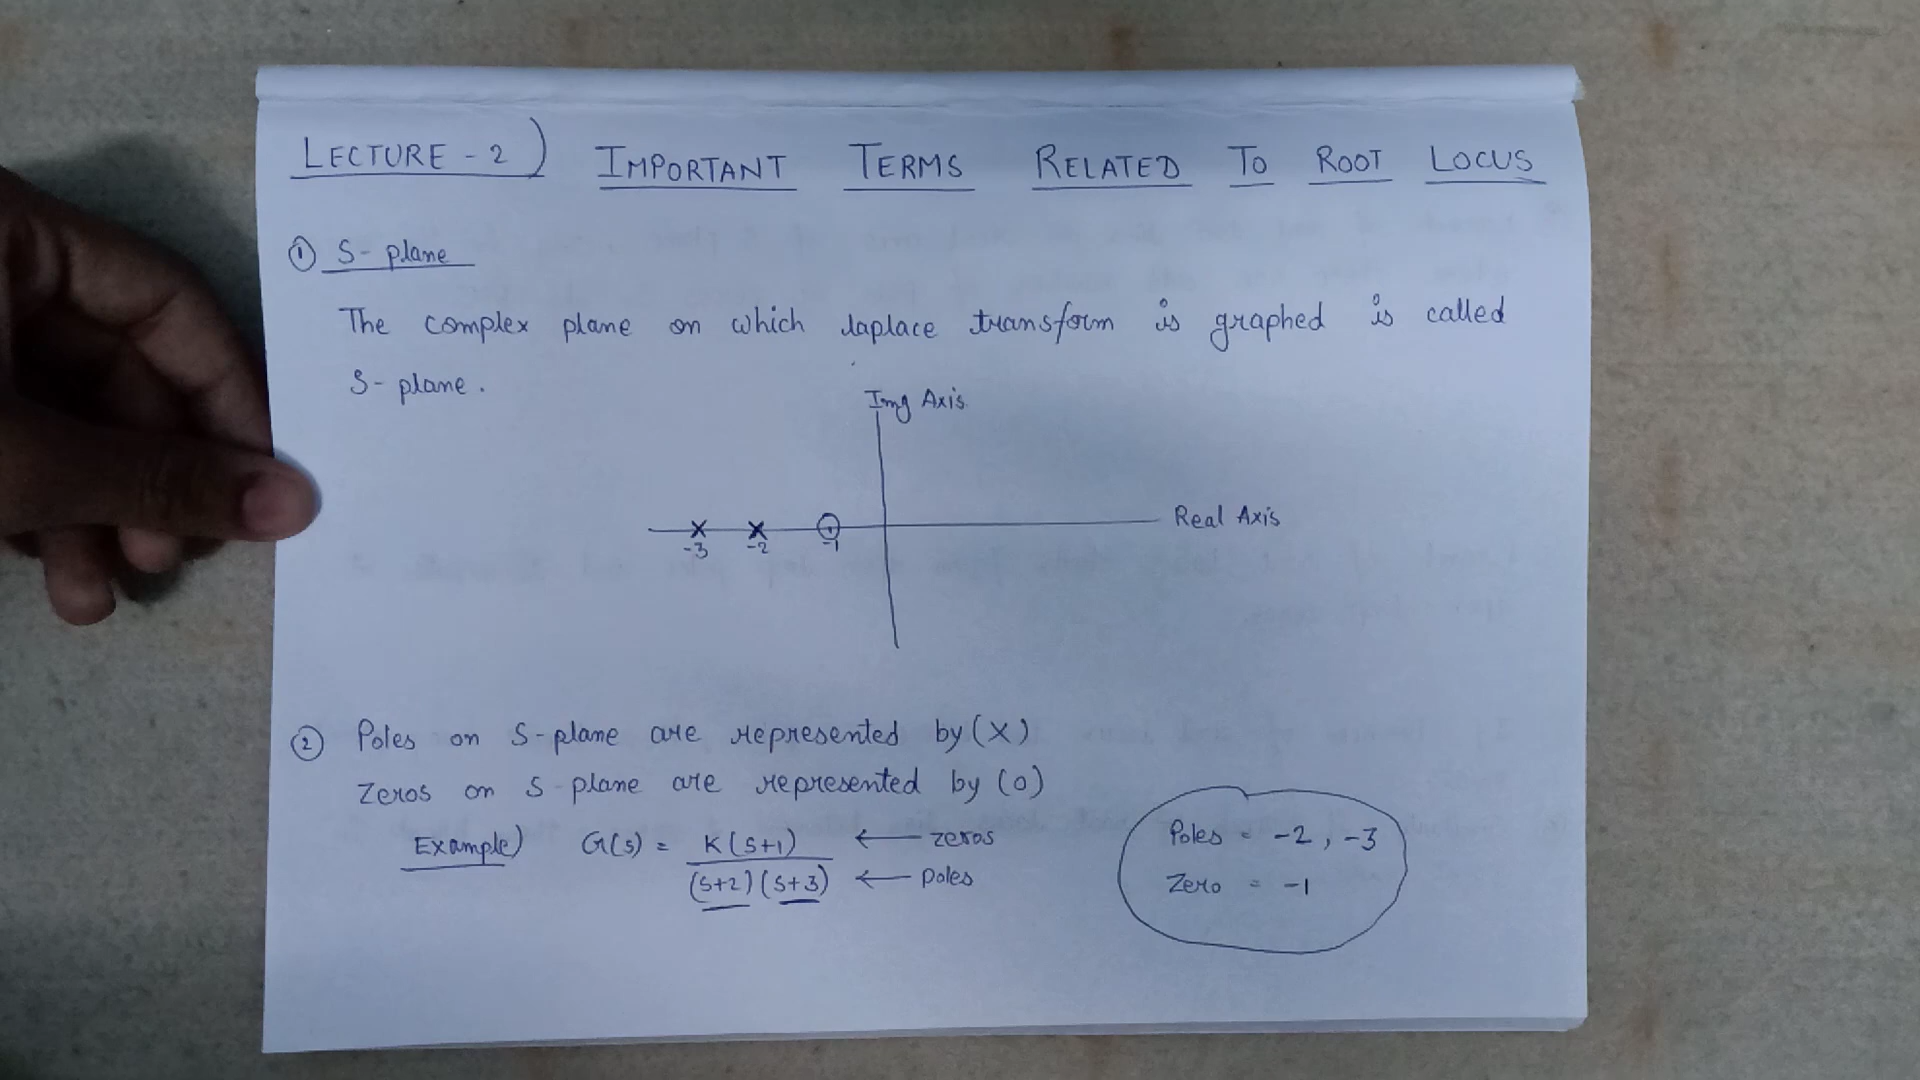 LECTURE - 2) IMPORTANT TERMS RELATED TO ROOT LOCUS
① S-plane
The complex plane on which laplace transform is graphed is called
S-plane.
Img Axis
Real Axis
-3 -2 -1
② Poles on S-plane are represented by (X)
Zeros on S-plane are represented by (O)
Example) G(s) = K(S+1) ← zeros
(S+2)(S+3) ← Poles
Poles = -2, -3
Zero = -1